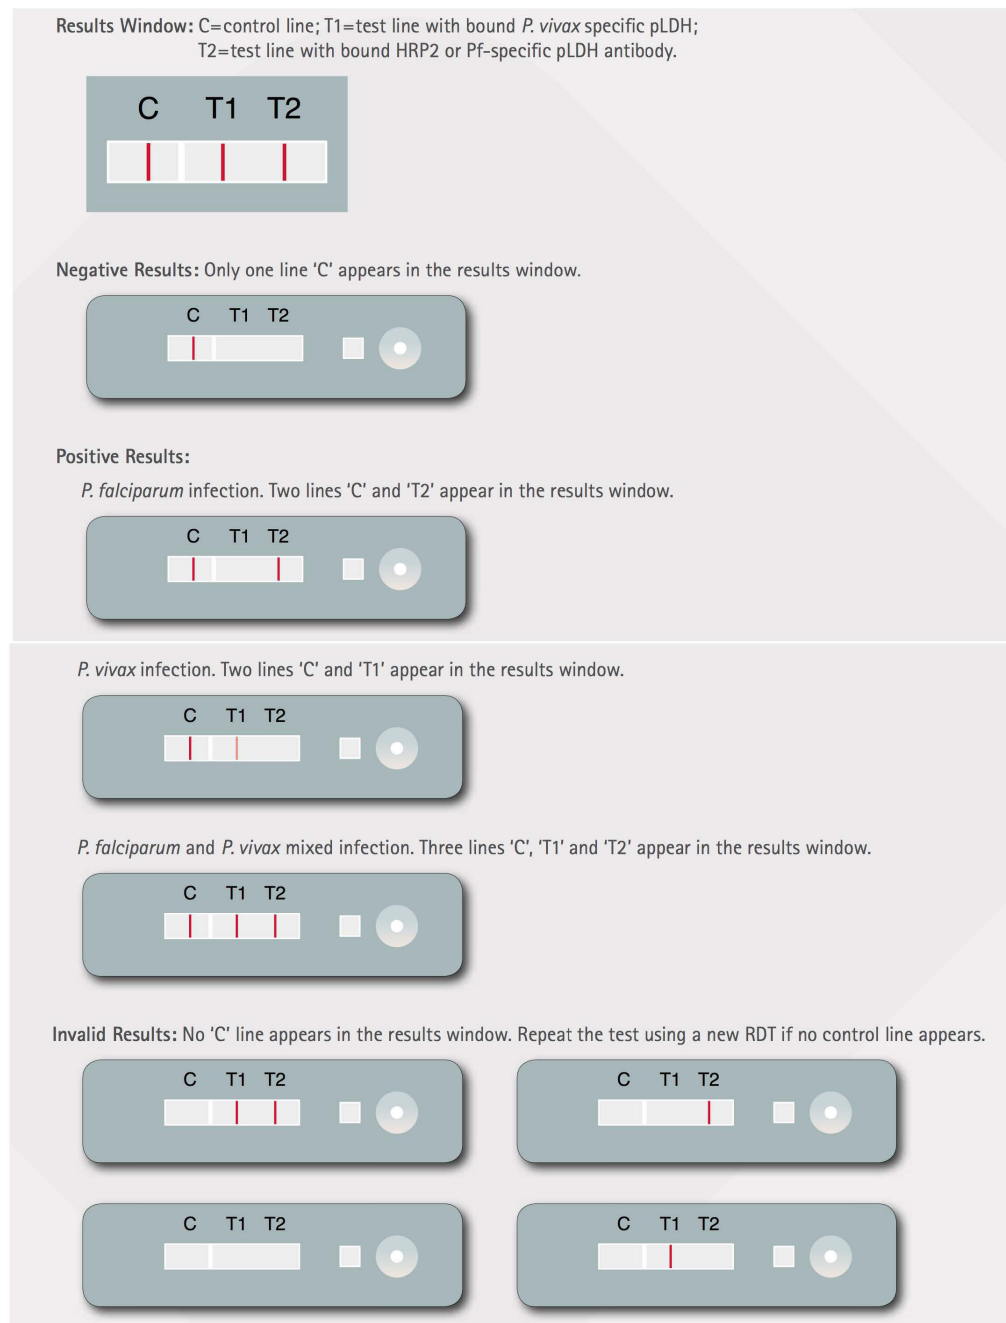 Results Window: C=control line; T1=test line with bound P. vivax specific pLDH;
T2=test line with bound HRP2 or Pf-specific pLDH antibody.
C T1 T2
Negative Results: Only one line ‘C’ appears in the results window.
C T1 T2
Positive Results:
P. falciparum infection. Two lines ‘C’ and ‘T2’ appear in the results window.
C T1 T2
P. vivax infection. Two lines ‘C’ and ‘T1’ appear in the results window.
C T1 T2
P. falciparum and P. vivax mixed infection. Three lines ‘C’, ‘T1’ and ‘T2’ appear in the results window.
C T1 T2
Invalid Results: No ‘C’ line appears in the results window. Repeat the test using a new RDT if no control line appears.
C T1 T2
C T1 T2
C T1 T2
C T1 T2